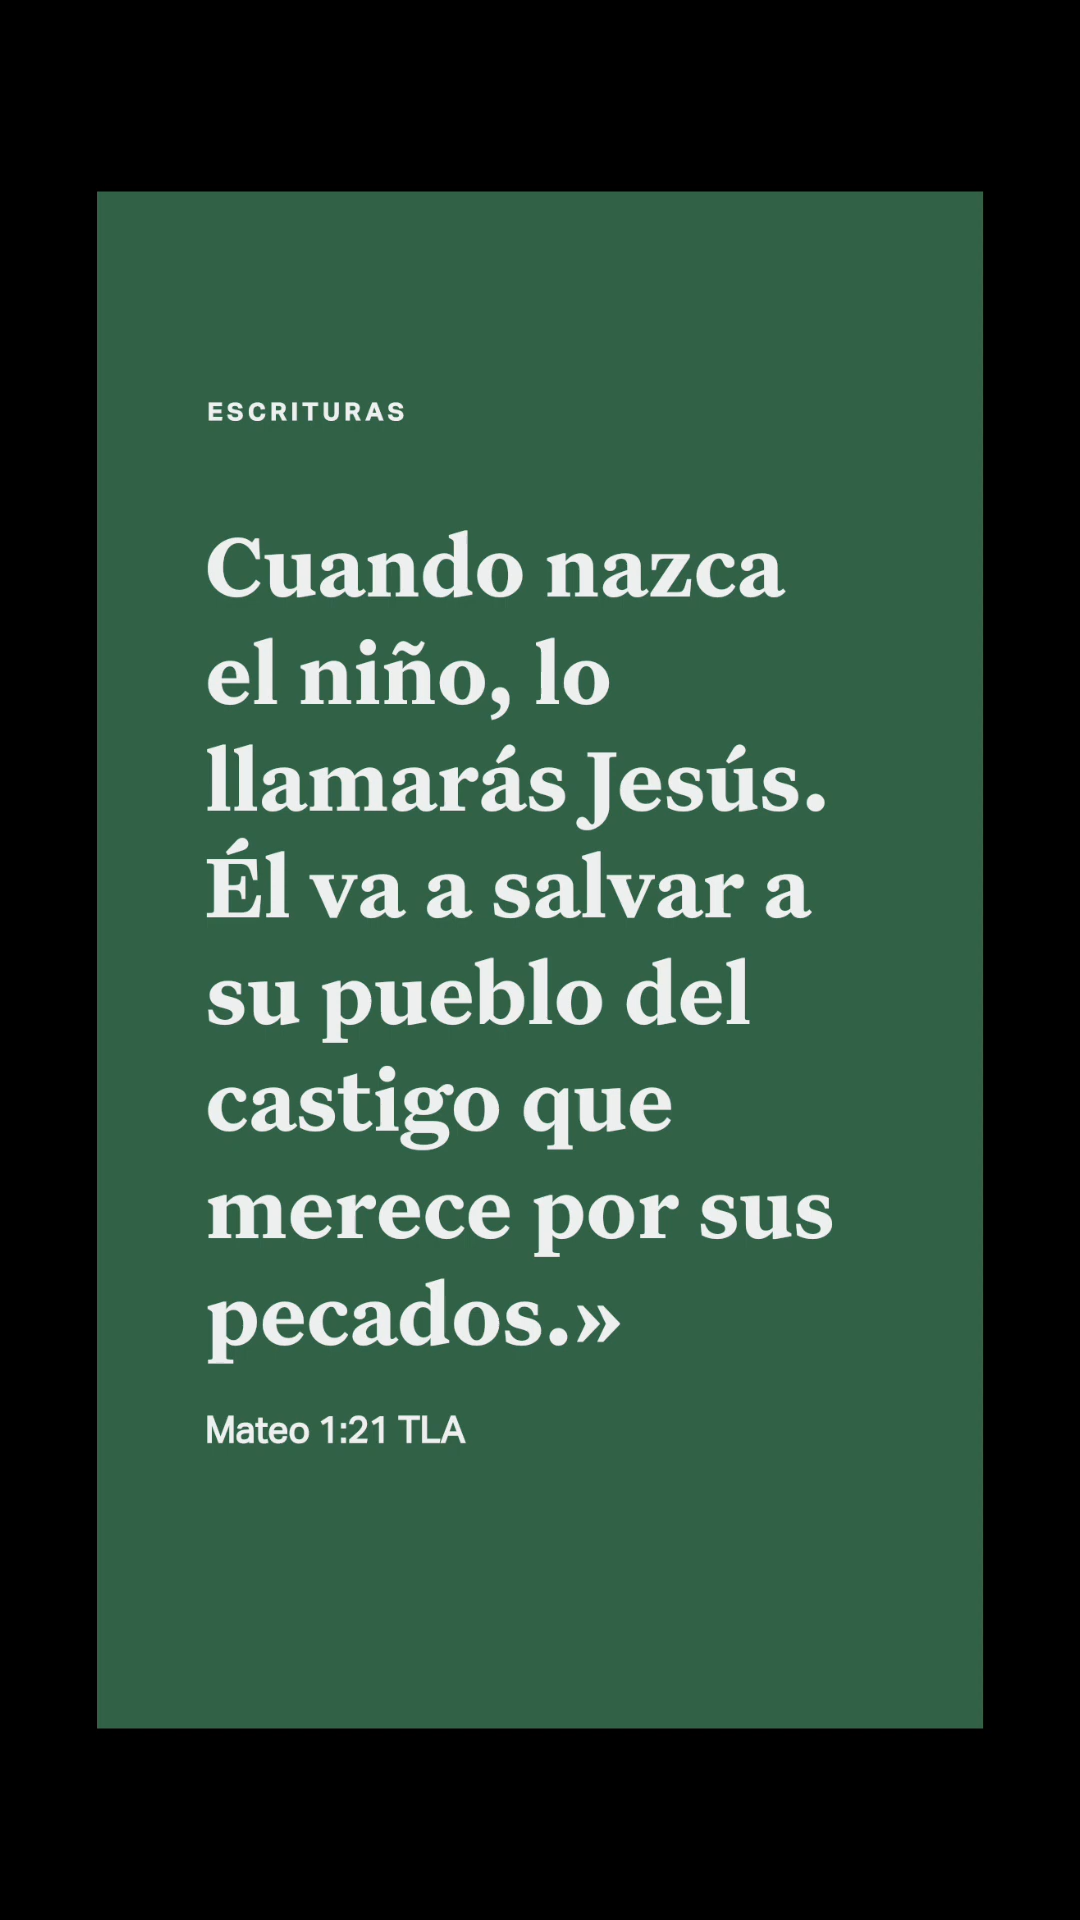 ESCRITURAS
Cuando nazca
el niño, lo
llamarás Jesús.
Él va a salvar a
su pueblo del
castigo que
merece por sus
pecados.»
Mateo 1:21 TLA